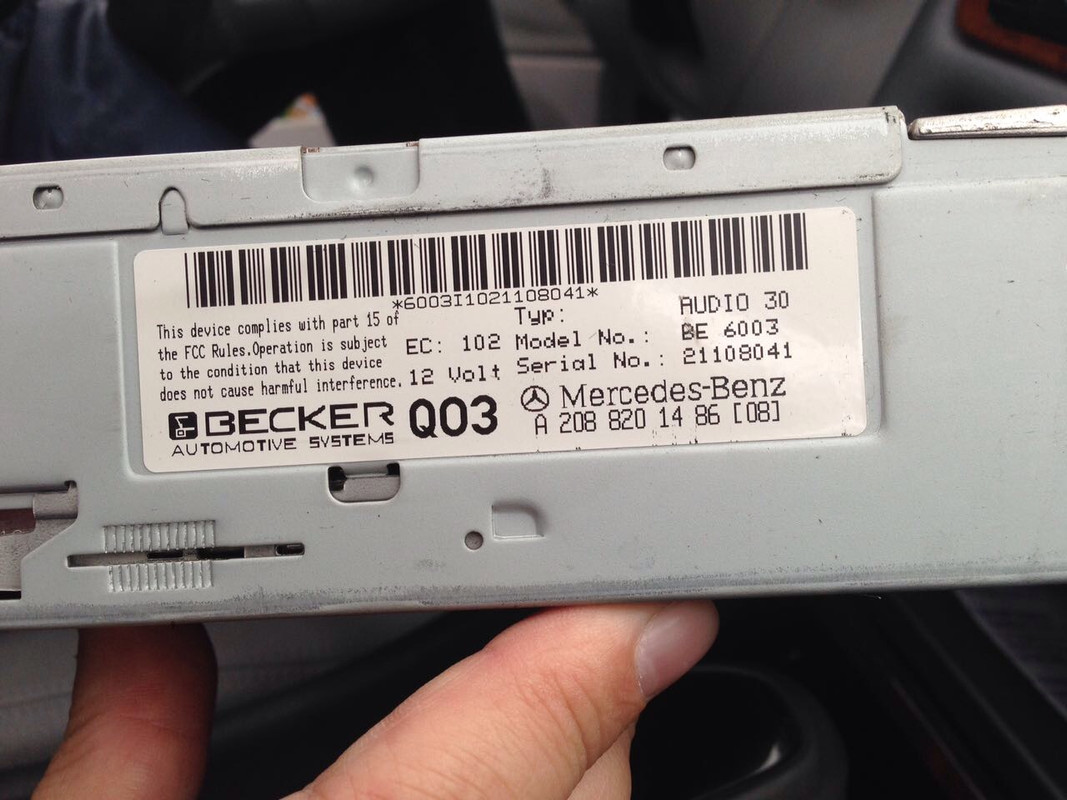 *6003I1021108041*
This device complies with part 15 of
the FCC Rules.Operation is subject
to the condition that this device
does not cause harmful interference.
EC: 102
12 Volt
Typ: AUDIO 30
Model No.: BE 6003
Serial No.: 21108041
BECKER
AUTOMOTIVE SYSTEMS
Q03
Mercedes-Benz
A 208 820 14 86 [08]